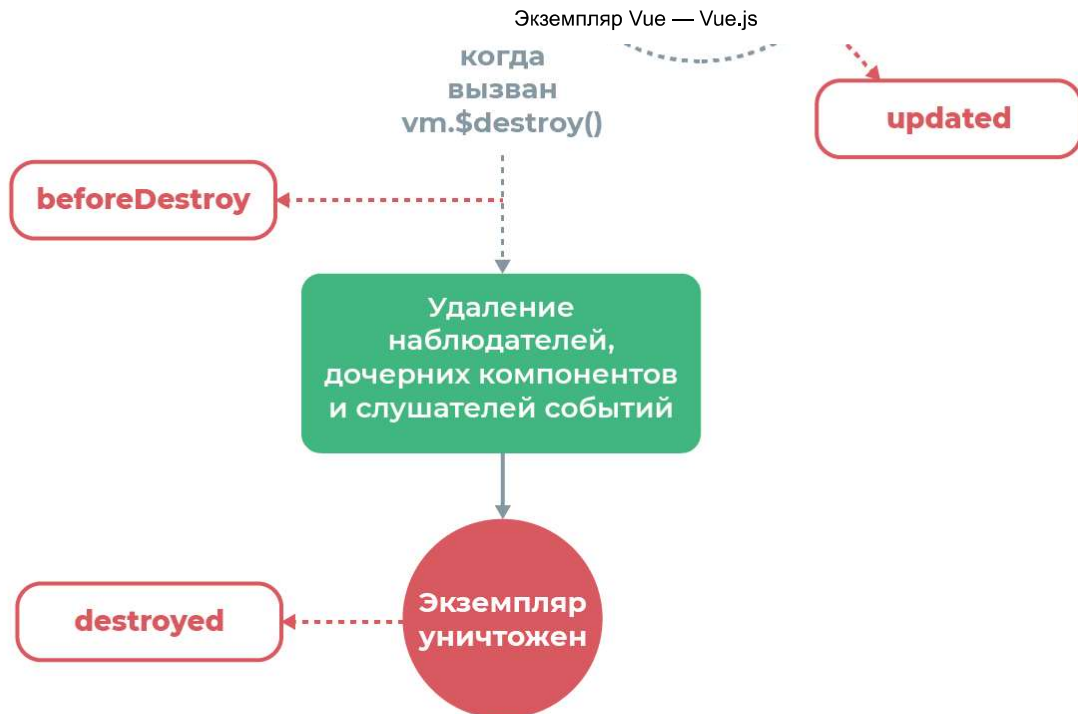 Экземпляр Vue — Vue.js
когда
вызван
vm.$destroy()
updated
beforeDestroy
Удаление
наблюдателей,
дочерних компонентов
и слушателей событий
Экземпляр
уничтожен
destroyed